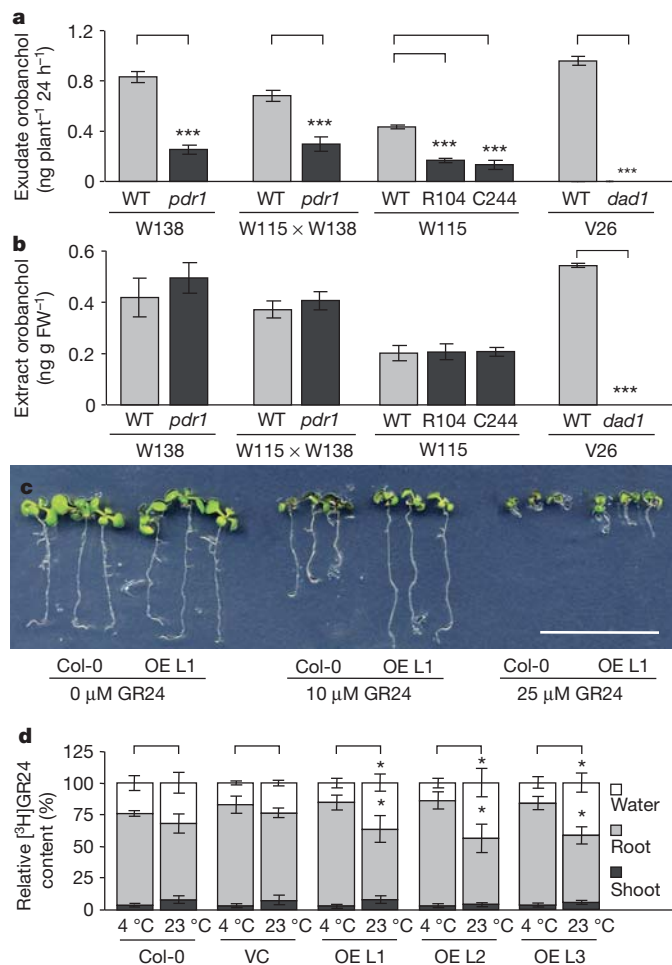 a
Exudate orobanchol
(ng plant⁻¹ 24 h⁻¹)
1.2
0.8
0.4
0
*** *** *** *** ***
WT pdr1 WT pdr1 WT R104 C244 WT dad1
W138 W115 × W138 W115 V26
b
Extract orobanchol
(ng g FW⁻¹)
0.6
0.4
0.2
0
***
WT pdr1 WT pdr1 WT R104 C244 WT dad1
W138 W115 × W138 W115 V26
c
Col-0 OE L1 Col-0 OE L1 Col-0 OE L1
0 μM GR24 10 μM GR24 25 μM GR24
d
Relative [³H]GR24
content (%)
125
100
75
50
25
0
* * *
* * *
Water
Root
Shoot
4 °C 23 °C 4 °C 23 °C 4 °C 23 °C 4 °C 23 °C 4 °C 23 °C
Col-0 VC OE L1 OE L2 OE L3